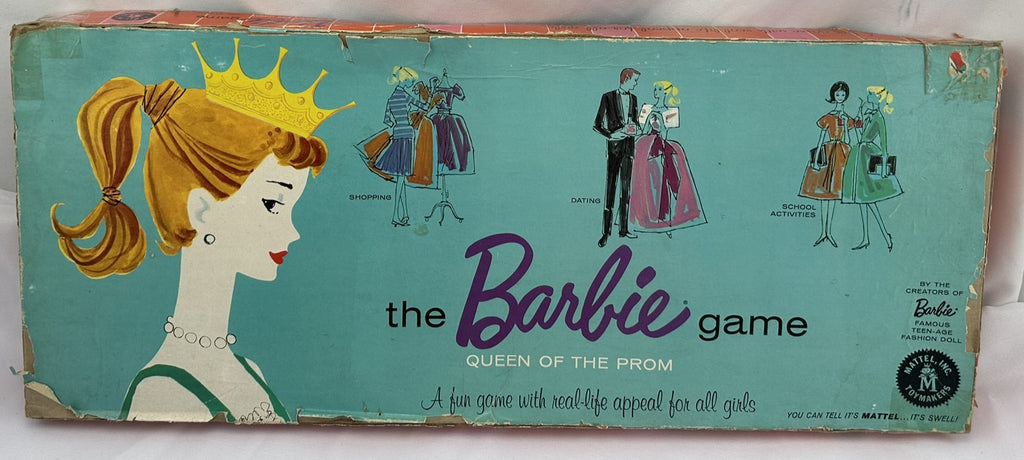 SHOPPING
DATING
SCHOOL
ACTIVITIES
the Barbie® game
QUEEN OF THE PROM
A fun game with real-life appeal for all girls
BY THE
CREATORS OF
Barbie®
FAMOUS
TEEN-AGE
FASHION DOLL
MATTEL, INC.
M
TOYMAKERS
YOU CAN TELL IT'S MATTEL...IT'S SWELL!